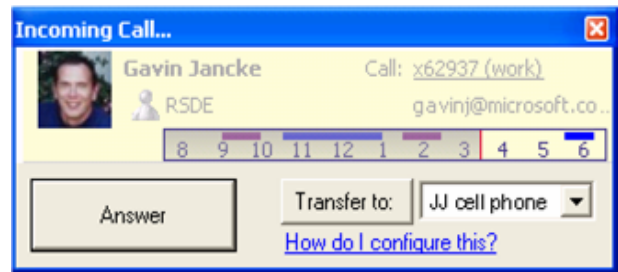 Incoming Call...
Gavin Jancke Call: x62937 (work)
RSDE gavinj@microsoft.co...
8 9 10 11 12 1 2 3 4 5 6
Answer Transfer to: JJ cell phone
How do I configure this?